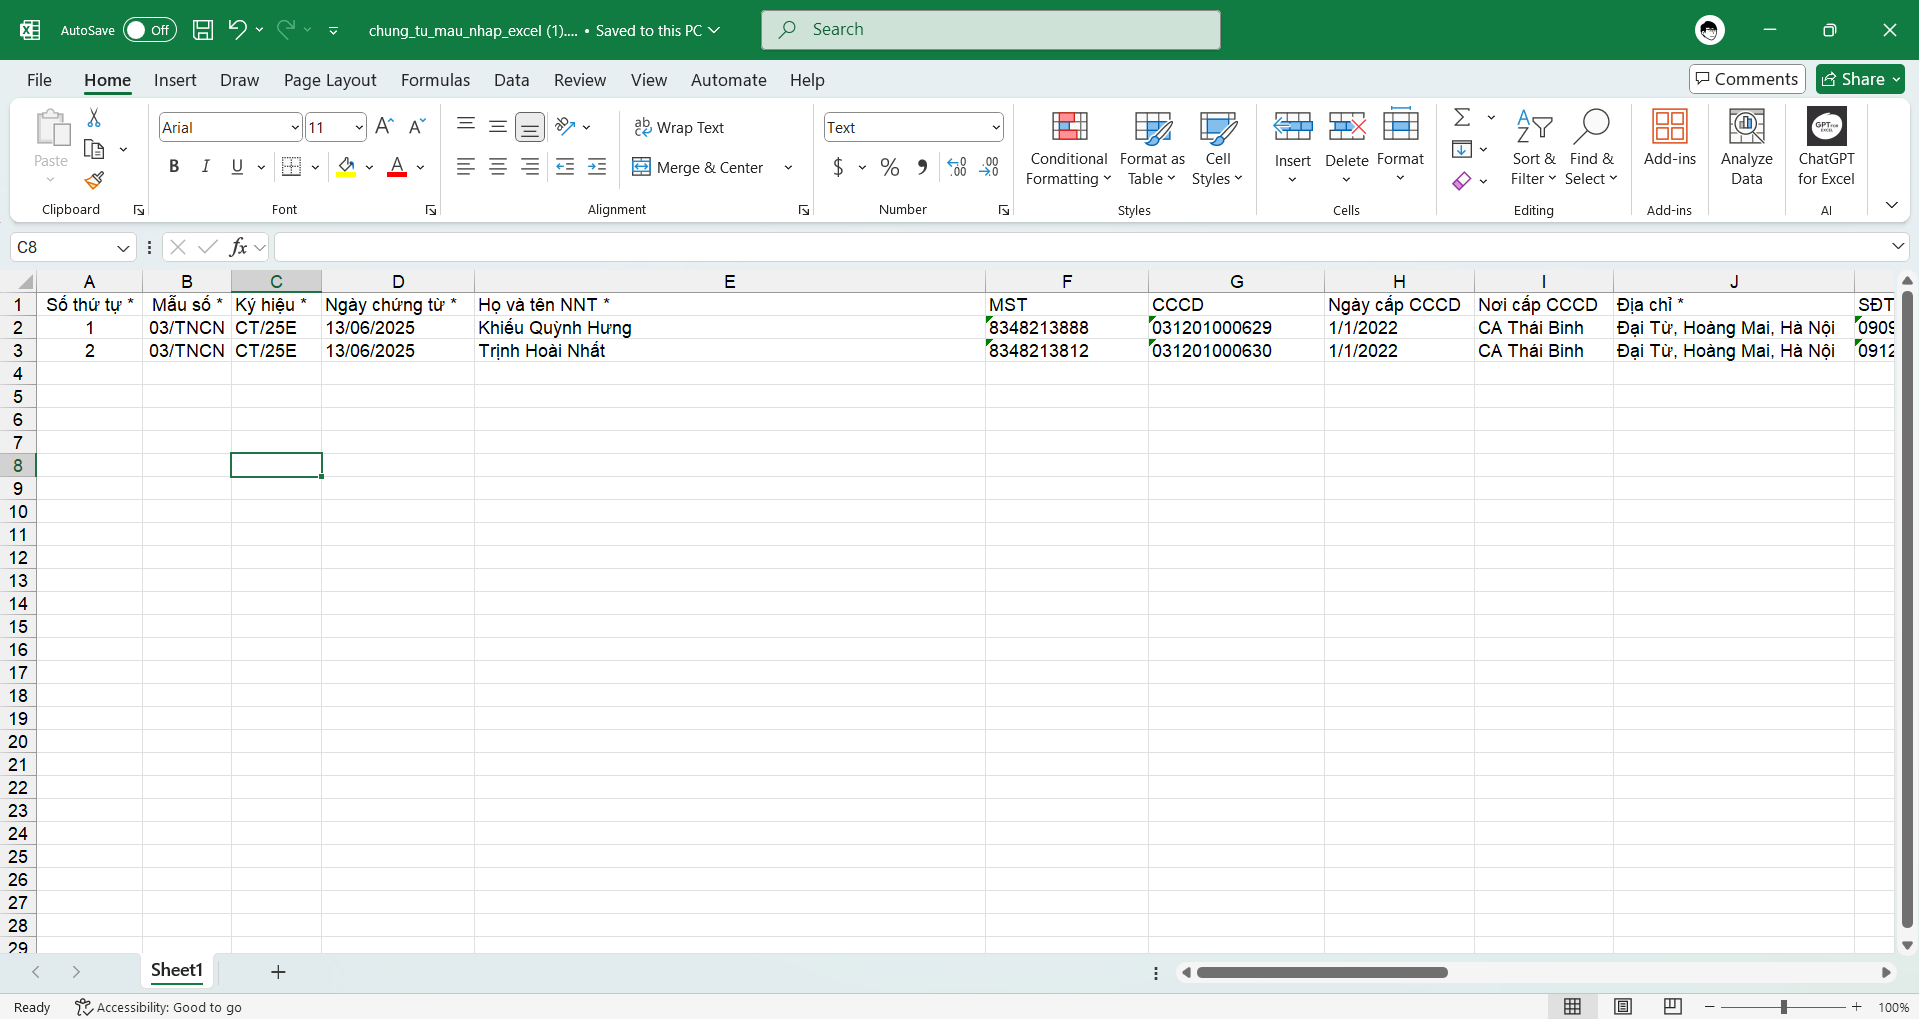 AutoSave Off chung_tu_mau_nhap_excel (1).... • Saved to this PC Search
File Home Insert Draw Page Layout Formulas Data Review View Automate Help Comments Share
Paste Arial 11 Wrap Text Text Conditional Formatting Format as Table Cell Styles Insert Delete Format Sort & Filter Find & Select Add-ins Analyze Data ChatGPT for Excel
B I U A Merge & Center $ %
Clipboard Font Alignment Number Styles Cells Editing Add-ins AI
C8 fx
A B C D E F G H I J
1 Số thứ tự * Mẫu số * Ký hiệu * Ngày chứng từ * Họ và tên NNT * MST CCCD Ngày cấp CCCD Nơi cấp CCCD Địa chỉ * SĐT
2 1 03/TNCN CT/25E 13/06/2025 Khiếu Quỳnh Hưng 8348213888 031201000629 1/1/2022 CA Thái Bình Đại Từ, Hoàng Mai, Hà Nội 0909
3 2 03/TNCN CT/25E 13/06/2025 Trịnh Hoài Nhất 8348213812 031201000630 1/1/2022 CA Thái Bình Đại Từ, Hoàng Mai, Hà Nội 0912
4
5
6
7
8
9
10
11
12
13
14
15
16
17
18
19
20
21
22
23
24
25
26
27
28
29
Sheet1
Ready Accessibility: Good to go 100%